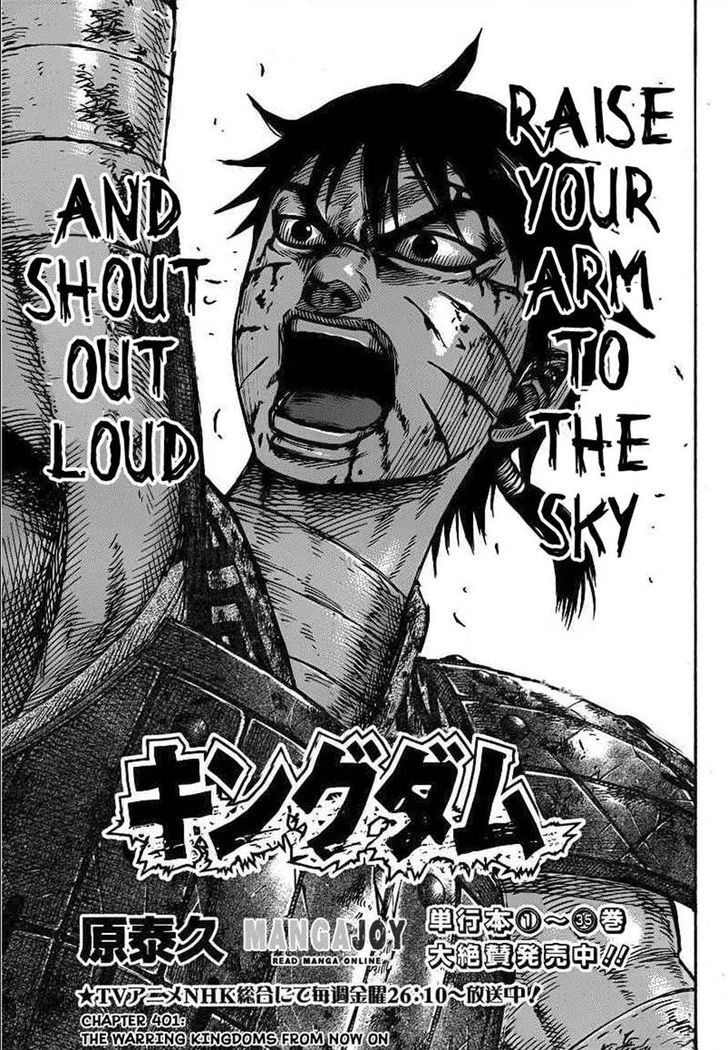 RAISE
YOUR
ARM
TO
THE
SKY
AND
SHOUT
OUT
LOUD
キングダム
原泰久
MANGAJOY
READ MANGA ONLINE
単行本①~㉟巻
大絶賛発売中!!
★TVアニメNHK総合にて毎週金曜26:10~放送中!
CHAPTER 401:
THE WARRING KINGDOMS FROM NOW ON